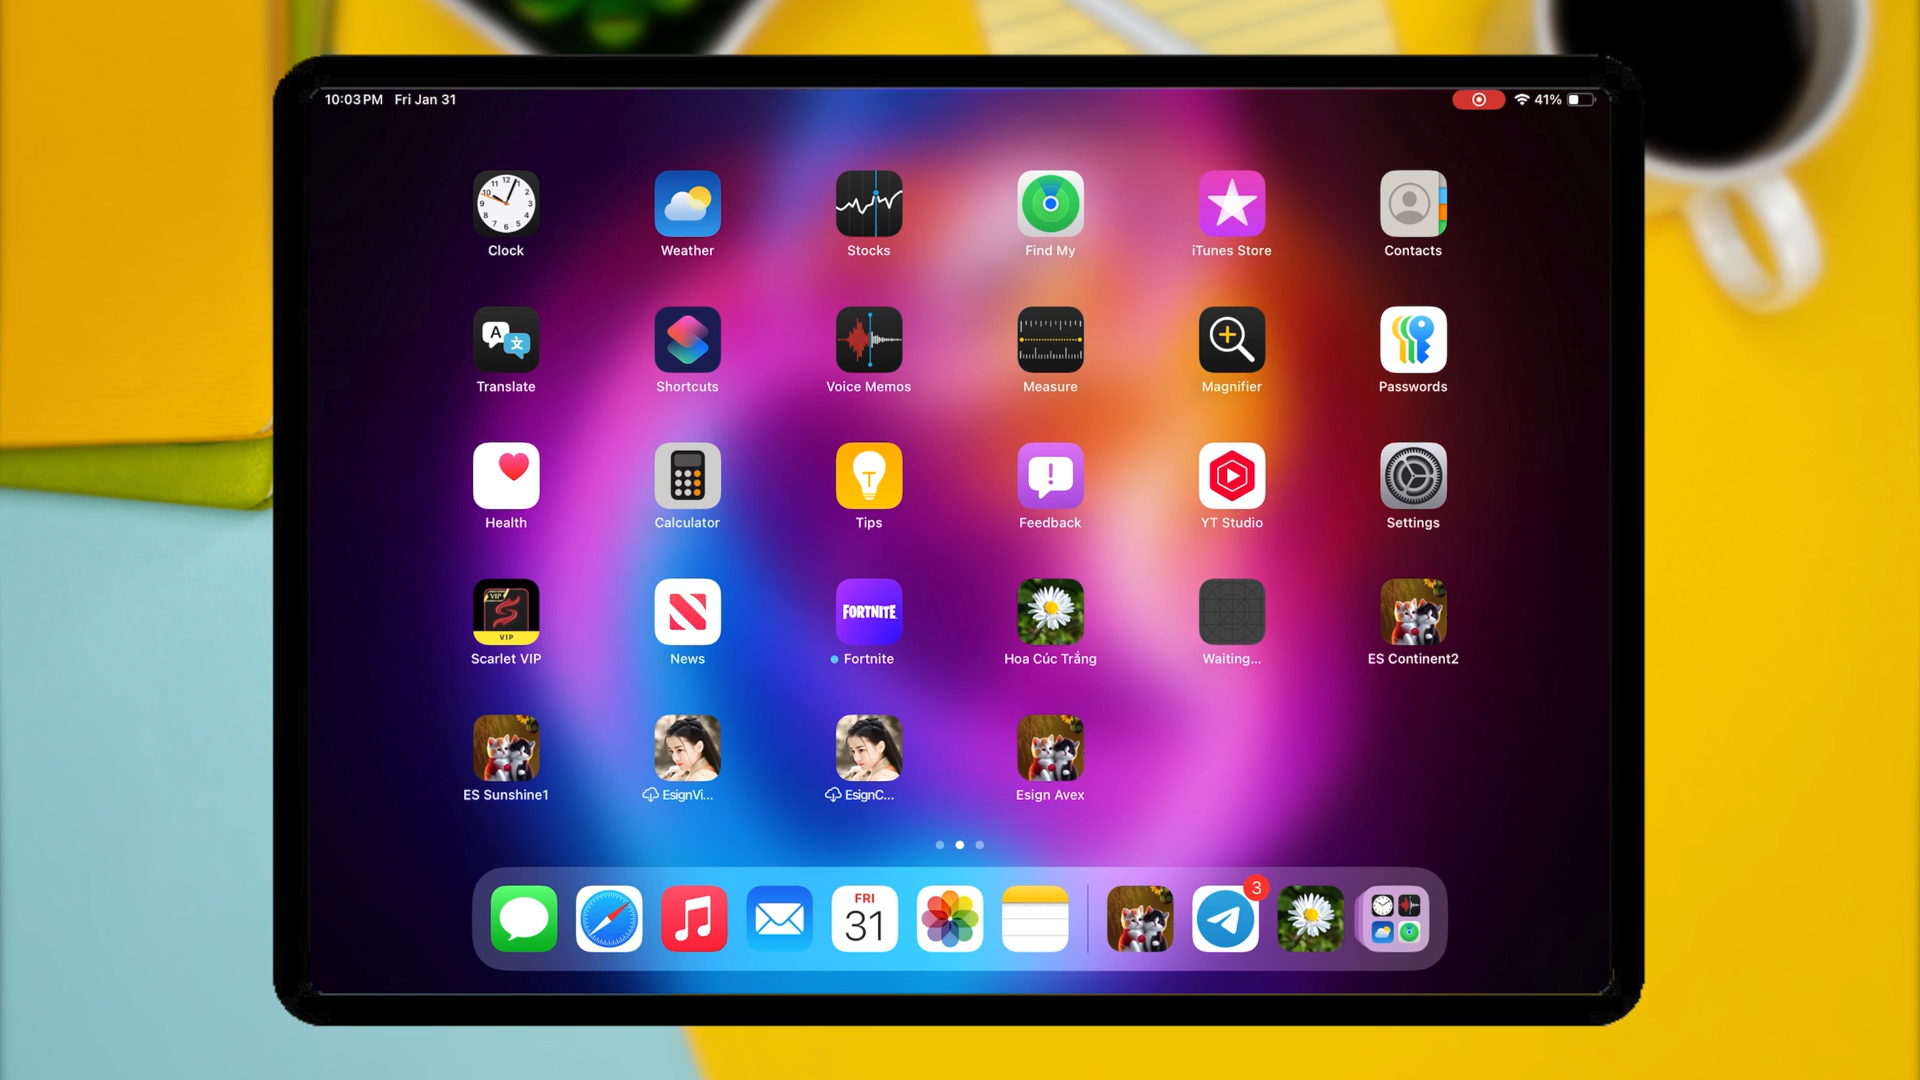 10:03 PM Fri Jan 31
41%
Clock
Weather
Stocks
Find My
iTunes Store
Contacts
Translate
Shortcuts
Voice Memos
Measure
Magnifier
Passwords
Health
Calculator
Tips
Feedback
YT Studio
Settings
VIP
VIP
FORTNITE
Scarlet VIP
News
Fortnite
Hoa Cúc Trắng
Waiting...
ES Continent2
ES Sunshine1
EsignVi...
EsignC...
Esign Avex
FRI
31
3